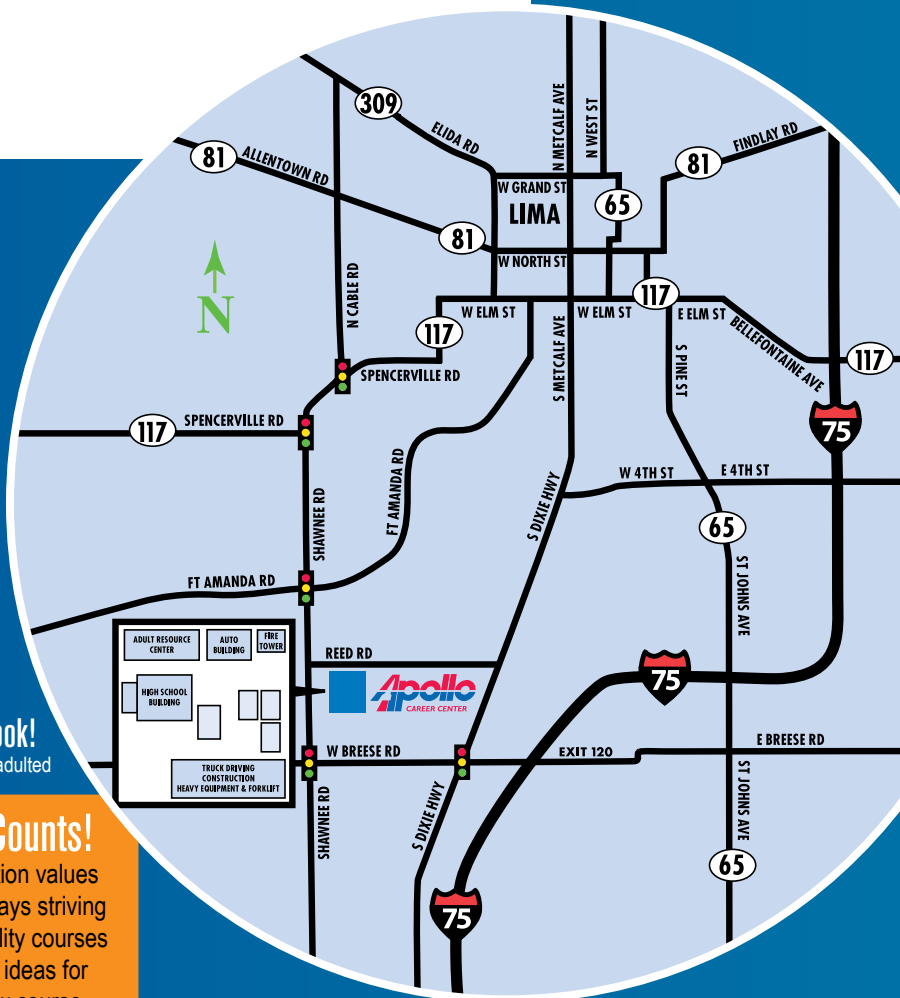 N METCALF AVE
N WEST ST
309
ELIDA RD
FINDLAY RD
81
ALLENTOWN RD
81
W GRAND ST
65
LIMA
81
W NORTH ST
N
N CABLE RD
117
W ELM ST
W ELM ST
117
E ELM ST
BELLEFONTAINE AVE
117
SPENCERVILLE RD
S METCALF AVE
S PINE ST
117
SPENCERVILLE RD
75
W 4TH ST
E 4TH ST
FT AMANDA RD
SHAWNEE RD
S DIXIE HWY
65
ST JOHNS AVE
FT AMANDA RD
ADULT RESOURCE
CENTER
AUTO
BUILDING
FIRE
TOWER
REED RD
75
HIGH SCHOOL
BUILDING
Apollo
CAREER CENTER
ook!
adulted
W BREESE RD
EXIT 120
E BREESE RD
TRUCK DRIVING
CONSTRUCTION
HEAVY EQUIPMENT & FORKLIFT
SHAWNEE RD
S DIXIE HWY
ST JOHNS AVE
65
75
Counts!
tion values
ays striving
lity courses
ideas for